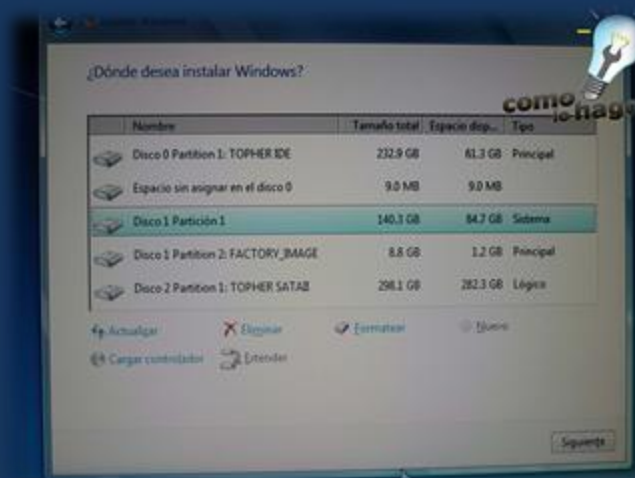 ¿Dónde desea instalar Windows?
como
lo hago
Nombre Tamaño total Espacio disp... Tipo
Disco 0 Partition 1: TOPHER IDE 232.9 GB 61.3 GB Principal
Espacio sin asignar en el disco 0 9.0 MB 9.0 MB
Disco 1 Partición 1 140.3 GB 84.7 GB Sistema
Disco 1 Partition 2: FACTORY_IMAGE 8.8 GB 1.2 GB Principal
Disco 2 Partition 1: TOPHER SATAB 298.1 GB 282.3 GB Lógico
Actualizar Eliminar Formatear Nuevo
Cargar controlador Extender
Siguiente